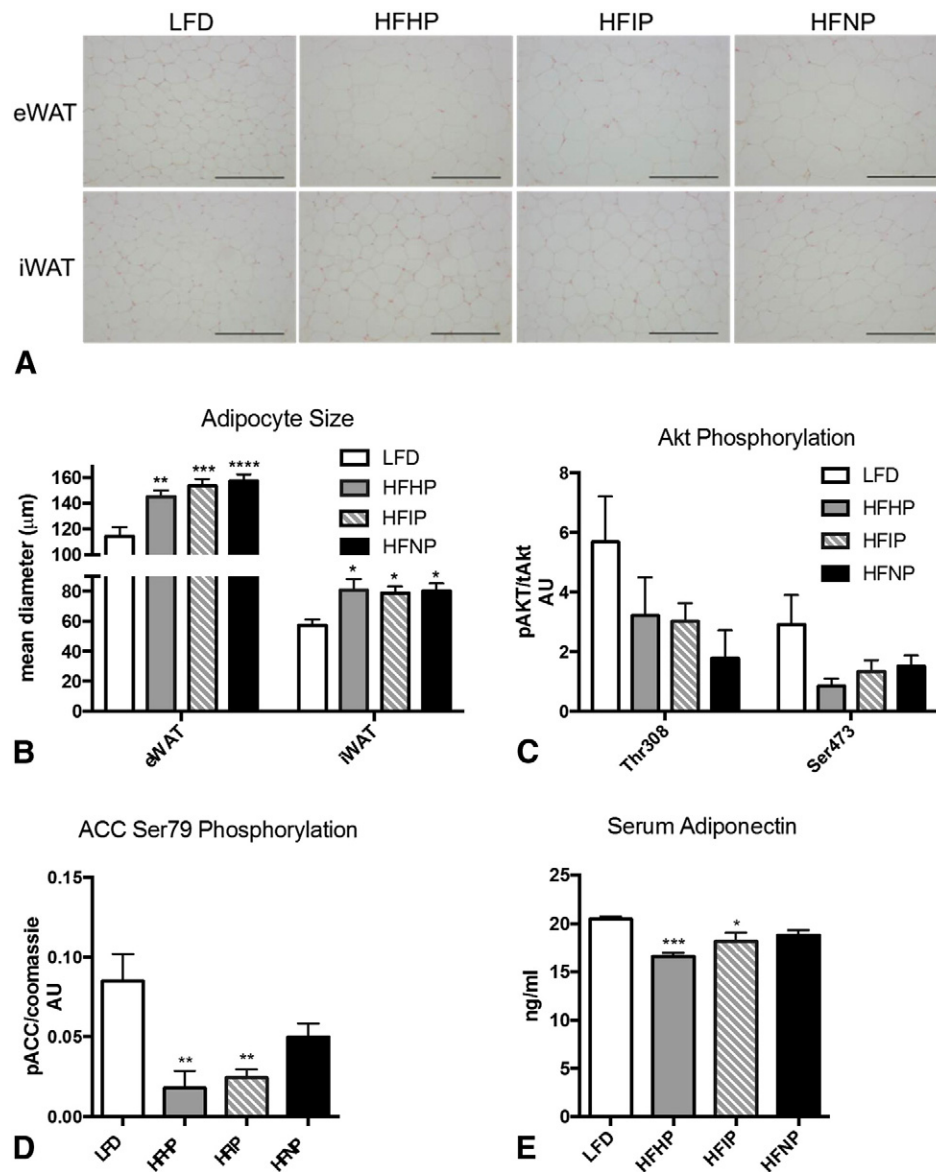 LFD HFHP HFIP HFNP
eWAT
iWAT
A
Adipocyte Size
mean diameter (μm)
160
140
120
100
80
60
40
20
0
** *** ****
* * *
LFD
HFHP
HFIP
HFNP
eWAT iWAT
B
Akt Phosphorylation
pAKT/tAkt
AU
8
6
4
2
0
LFD
HFHP
HFIP
HFNP
Thr308 Ser473
C
ACC Ser79 Phosphorylation
pACC/coomassie
AU
0.15
0.10
0.05
0.00
** **
LFD HFHP HFIP HFNP
D
Serum Adiponectin
ng/ml
25
20
15
10
5
0
*** *
LFD HFHP HFIP HFNP
E